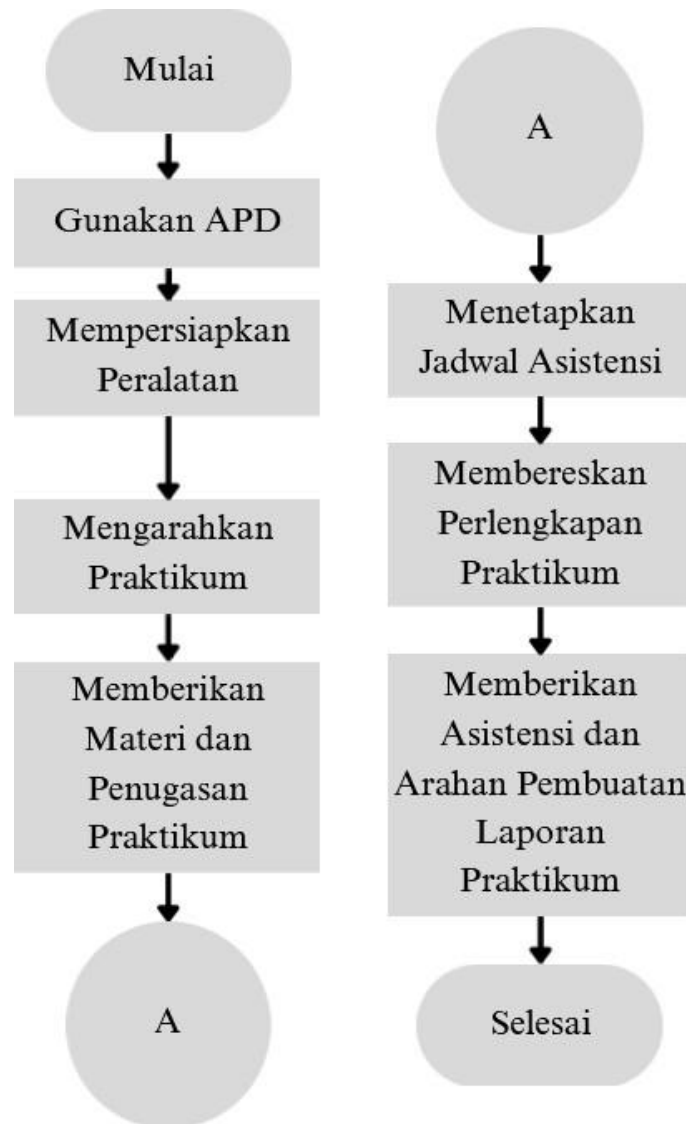 Mulai
Gunakan APD
Mempersiapkan
Peralatan
Mengarahkan
Praktikum
Memberikan
Materi dan
Penugasan
Praktikum
A
A
Menetapkan
Jadwal Asistensi
Membereskan
Perlengkapan
Praktikum
Memberikan
Asistensi dan
Arahan Pembuatan
Laporan
Praktikum
Selesai